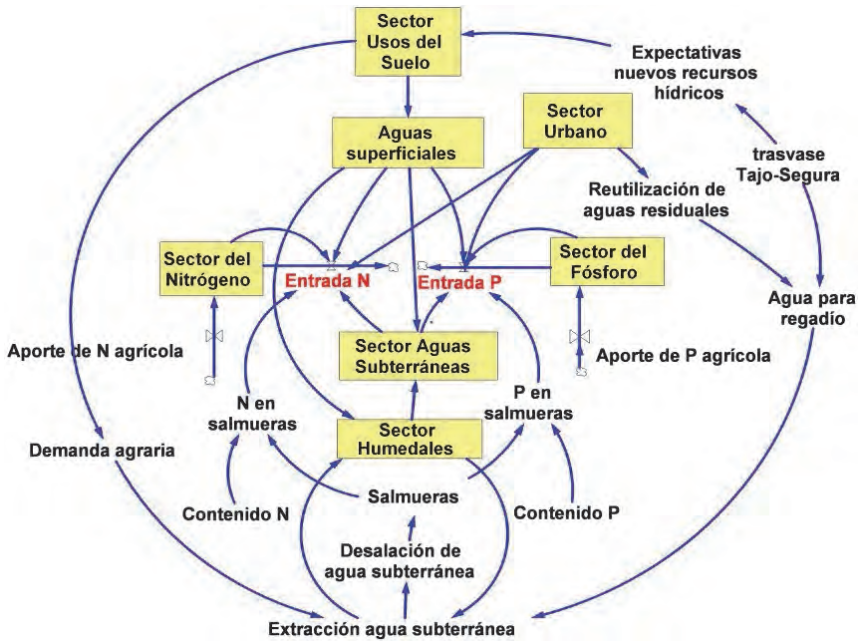 Sector
Usos del
Suelo
Expectativas
nuevos recursos
hídricos
Sector
Urbano
Aguas
superficiales
trasvase
Tajo-Segura
Reutilización de
aguas residuales
Sector del
Nitrógeno
Entrada N
Entrada P
Sector del
Fósforo
Agua para
regadío
Aporte de N agrícola
Sector Aguas
Subterráneas
Aporte de P agrícola
N en
salmueras
P en
salmueras
Sector
Humedales
Demanda agraria
Salmueras
Contenido N
Contenido P
Desalación de
agua subterránea
Extracción agua subterránea